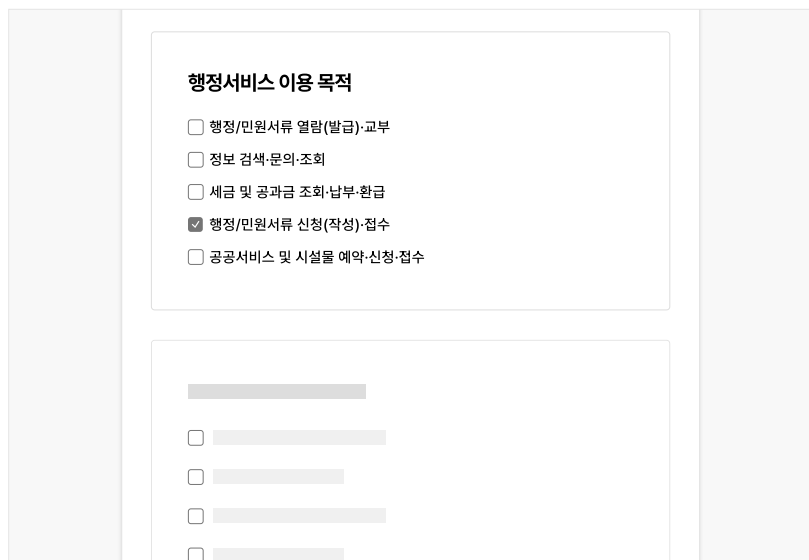 행정서비스 이용 목적
행정/민원서류 열람(발급)·교부
정보 검색·문의·조회
세금 및 공과금 조회·납부·환급
행정/민원서류 신청(작성)·접수
공공서비스 및 시설물 예약·신청·접수